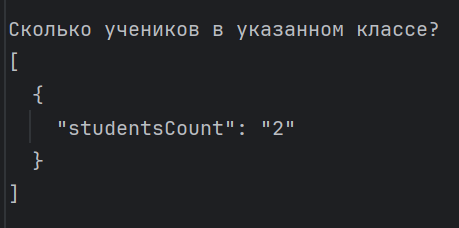 Сколько учеников в указанном классе?
[
  {
    "studentsCount": "2"
  }
]